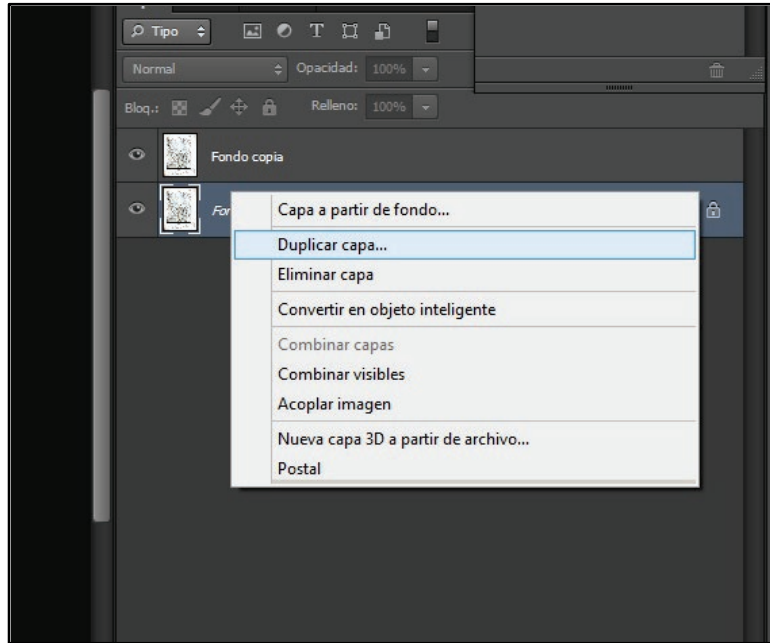 Tipo
Normal Opacidad: 100%
Bloq.: Relleno: 100%
Fondo copia
Capa a partir de fondo...
Duplicar capa...
Eliminar capa
Convertir en objeto inteligente
Combinar capas
Combinar visibles
Acoplar imagen
Nueva capa 3D a partir de archivo...
Postal